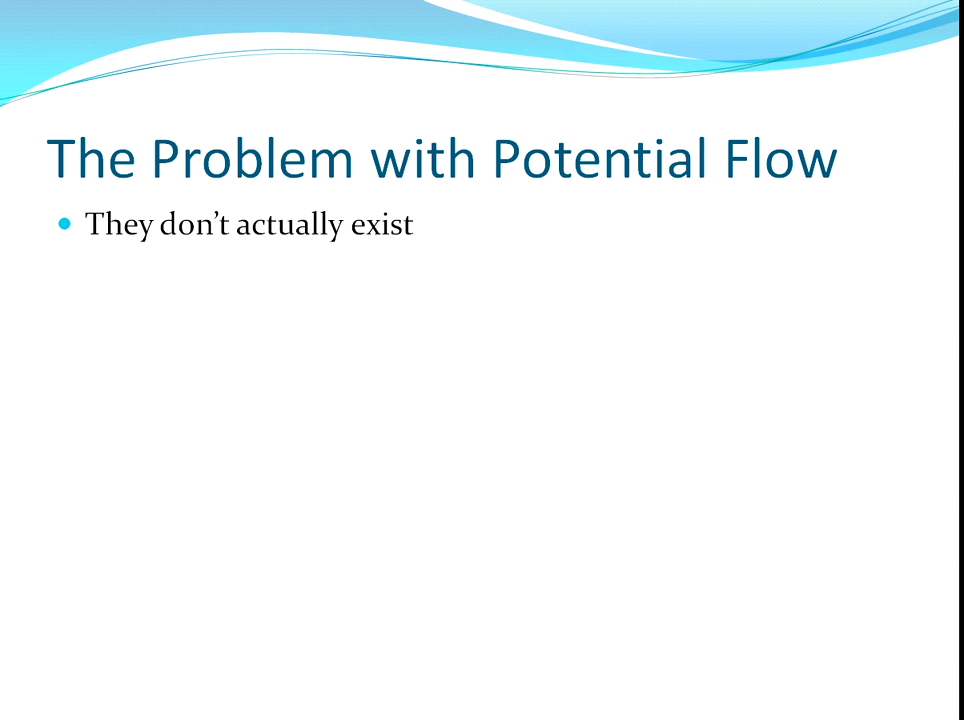 The Problem with Potential Flow
They don’t actually exist